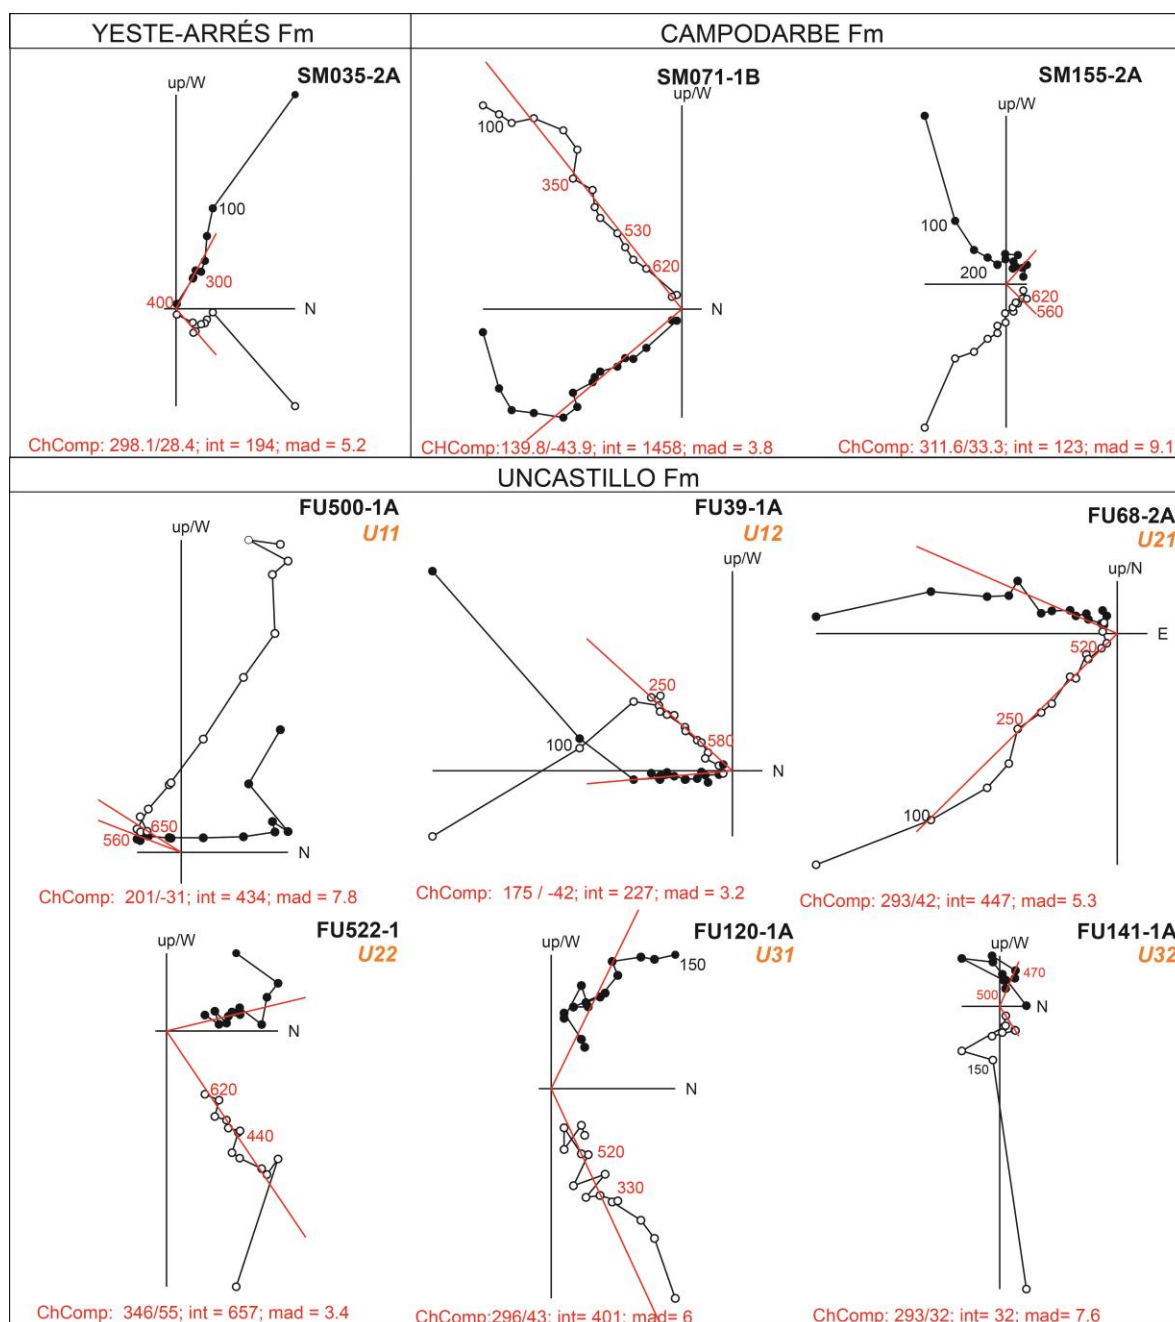 YESTE-ARRÉS Fm
CAMPODARBE Fm
SM035-2A
up/W
100
300
400
N
ChComp: 298.1/28.4; int = 194; mad = 5.2
SM071-1B
up/W
100
350
530
620
N
CHComp:139.8/-43.9; int = 1458; mad = 3.8
SM155-2A
up/W
100
200
620
560
ChComp: 311.6/33.3; int = 123; mad = 9.1
UNCASTILLO Fm
FU500-1A
U11
up/W
650
560
N
ChComp: 201/-31; int = 434; mad = 7.8
FU39-1A
U12
up/W
250
100
580
N
ChComp: 175 / -42; int = 227; mad = 3.2
FU68-2A
U21
up/N
E
520
250
100
ChComp: 293/42; int= 447; mad= 5.3
FU522-1
U22
up/W
N
620
440
ChComp: 346/55; int = 657; mad = 3.4
FU120-1A
U31
up/W
150
N
520
330
ChComp:296/43; int= 401; mad= 6
FU141-1A
U32
up/W
470
500
N
150
ChComp: 293/32; int= 32; mad= 7.6